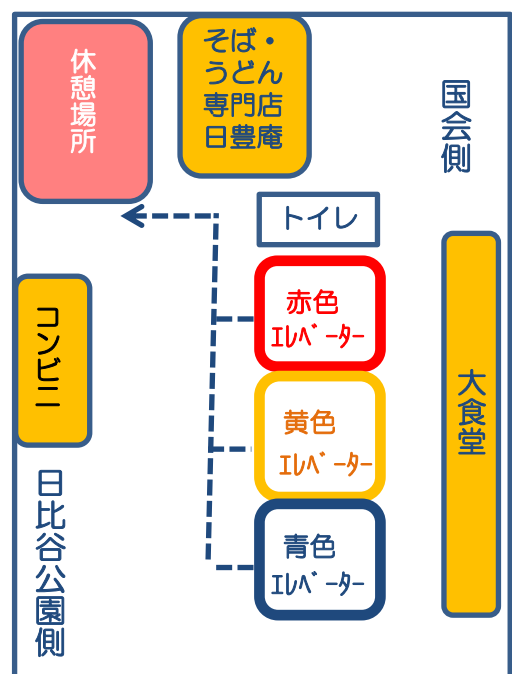 休憩場所
そば・
うどん
専門店
日豊庵
国会側
トイレ
赤色
ｴﾚﾍﾞｰﾀｰ
コンビニ
黄色
ｴﾚﾍﾞｰﾀｰ
大食堂
日比谷公園側
青色
ｴﾚﾍﾞｰﾀｰ